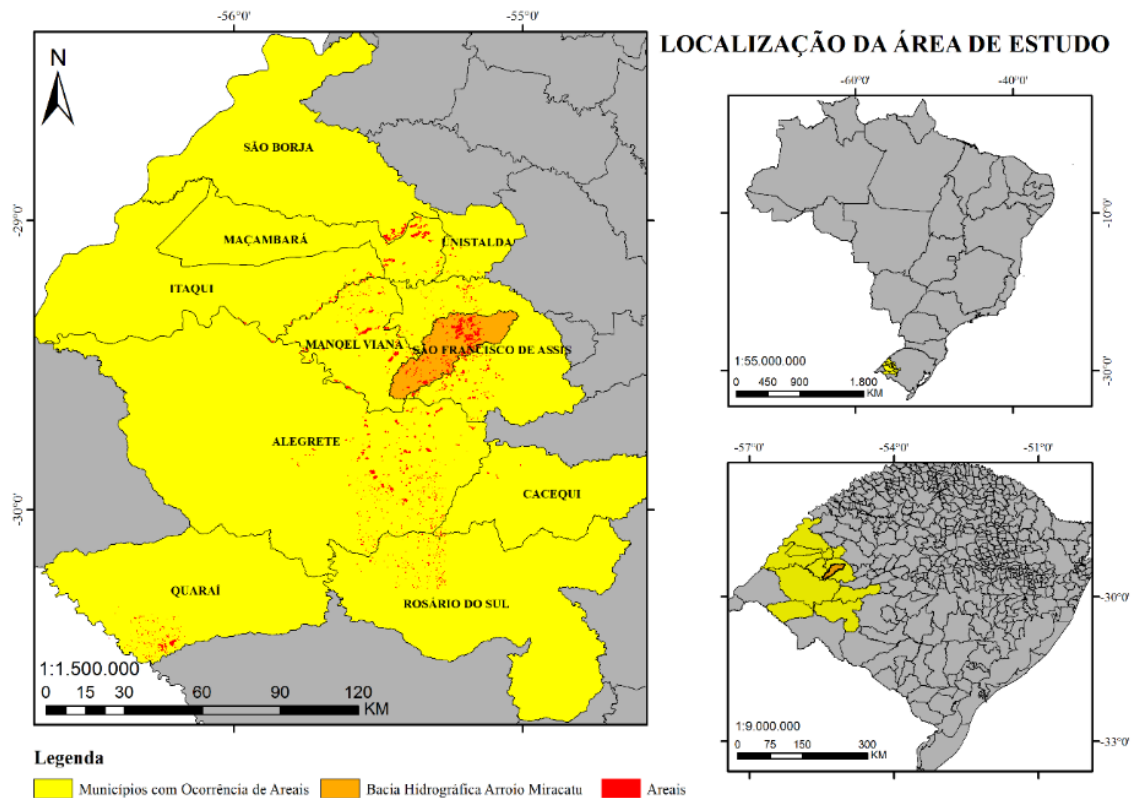 LOCALIZAÇÃO DA ÁREA DE ESTUDO
-56°0' -55°0'
N
SÃO BORJA
-29°0'
MAÇAMBARÁ
UNISTALDA
ITAQUI
MANOEL VIANA
SÃO FRANCISCO DE ASSIS
ALEGRETE
CACEQUI
-30°0'
QUARAÍ
ROSÁRIO DO SUL
1:1.500.000
0 15 30 60 90 120
KM
-60°0' -40°0'
-10°0'
-30°0'
1:55.000.000
0 450 900 1.800
KM
-57°0' -54°0' -51°0'
-30°0'
-33°0'
1:9.000.000
0 75 150 300
KM
Legenda
Municípios com Ocorrência de Areais Bacia Hidrográfica Arroio Miracatu Areais